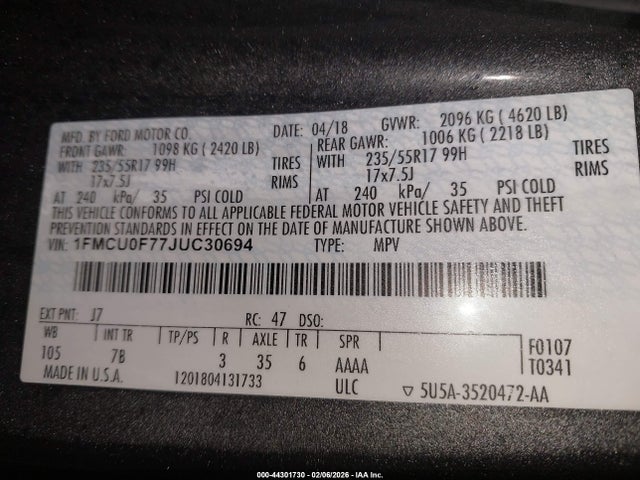 MFD. BY FORD MOTOR CO.
DATE: 04/18 GVWR: 2096 KG ( 4620 LB)
FRONT GAWR: 1098 KG ( 2420 LB)
WITH 235/55R17 99H TIRES
17x7.5J RIMS
AT 240 kPa/ 35 PSI COLD
REAR GAWR: 1006 KG ( 2218 LB)
WITH 235/55R17 99H TIRES
17x7.5J RIMS
AT 240 kPa/ 35 PSI COLD
THIS VEHICLE CONFORMS TO ALL APPLICABLE FEDERAL MOTOR VEHICLE SAFETY AND THEFT
PREVENTION STANDARDS IN EFFECT ON THE DATE OF MANUFACTURE SHOWN ABOVE.
VIN: 1FMCU0F77JUC30694 TYPE: MPV
EXT PNT: J7 RC: 47 DSO:
WB INT TR TP/PS R AXLE TR SPR
105 7B 3 35 6 AAAA
F0107
T0341
MADE IN U.S.A. 1201804131733 ULC ▽ 5U5A-3520472-AA
000-44301730 - 02/06/2026 - IAA Inc.